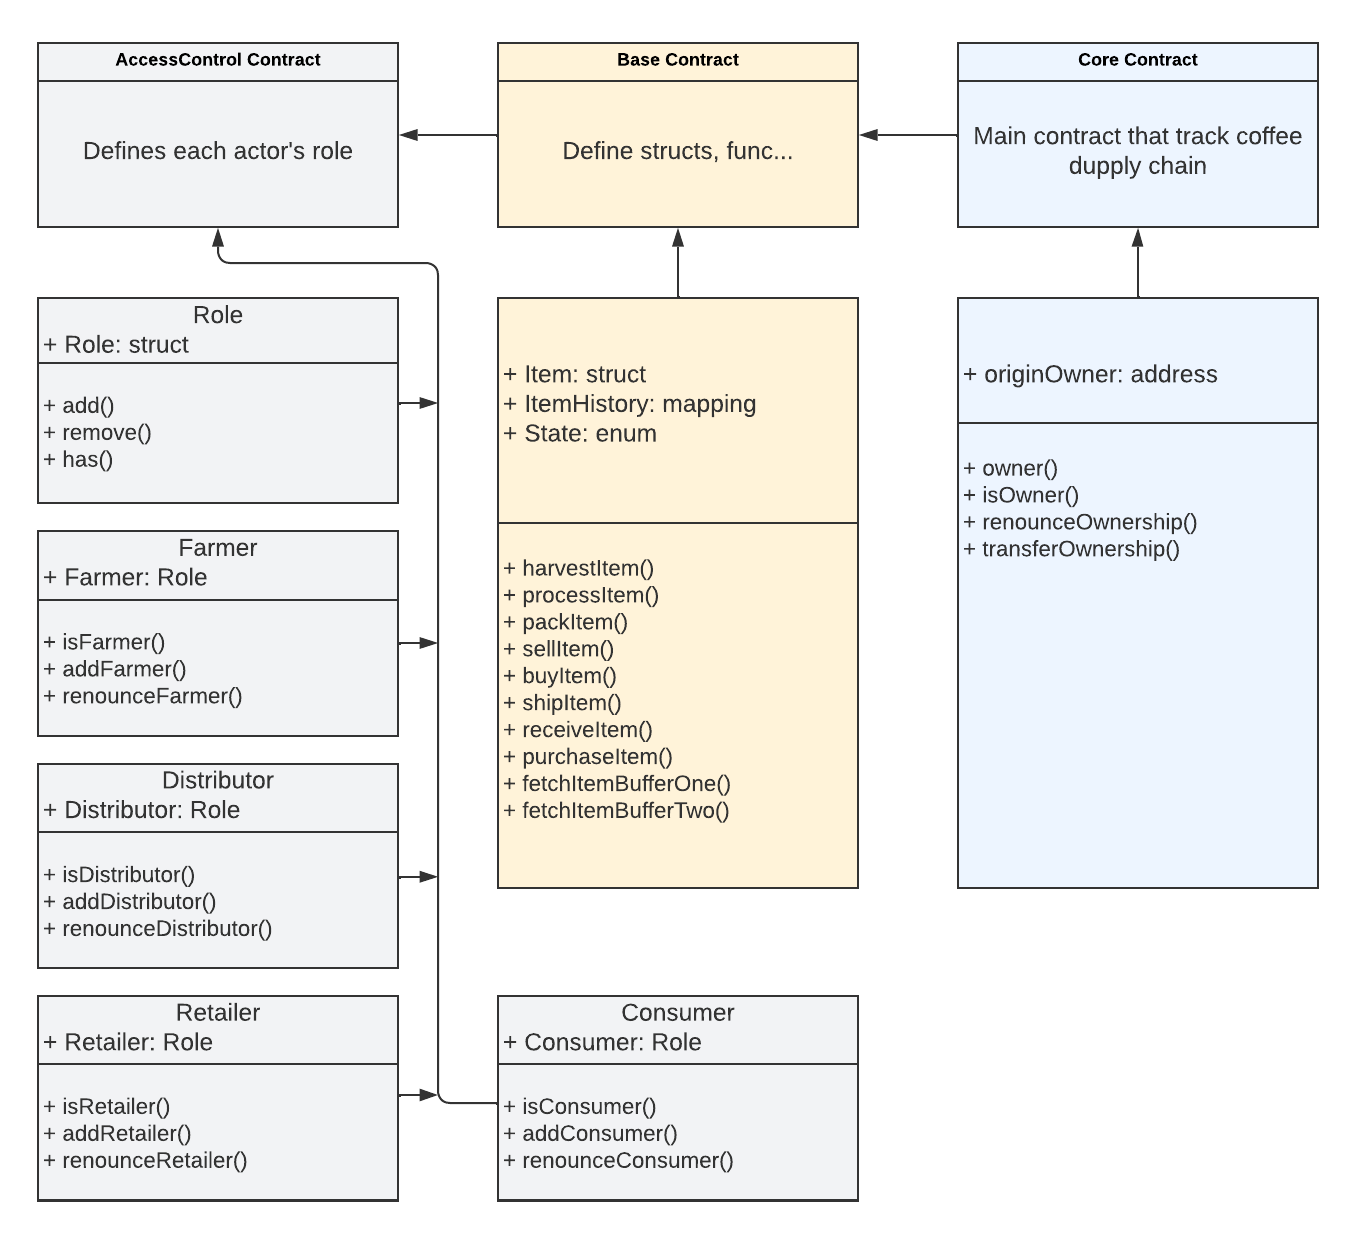 AccessControl Contract
Defines each actor's role
Base Contract
Define structs, func...
Core Contract
Main contract that track coffee
dupply chain
Role
+ Role: struct
+ add()
+ remove()
+ has()
Farmer
+ Farmer: Role
+ isFarmer()
+ addFarmer()
+ renounceFarmer()
Distributor
+ Distributor: Role
+ isDistributor()
+ addDistributor()
+ renounceDistributor()
Retailer
+ Retailer: Role
+ isRetailer()
+ addRetailer()
+ renounceRetailer()
+ Item: struct
+ ItemHistory: mapping
+ State: enum
+ harvestItem()
+ processItem()
+ packItem()
+ sellItem()
+ buyItem()
+ shipItem()
+ receiveItem()
+ purchaseItem()
+ fetchItemBufferOne()
+ fetchItemBufferTwo()
Consumer
+ Consumer: Role
+ isConsumer()
+ addConsumer()
+ renounceConsumer()
+ originOwner: address
+ owner()
+ isOwner()
+ renounceOwnership()
+ transferOwnership()